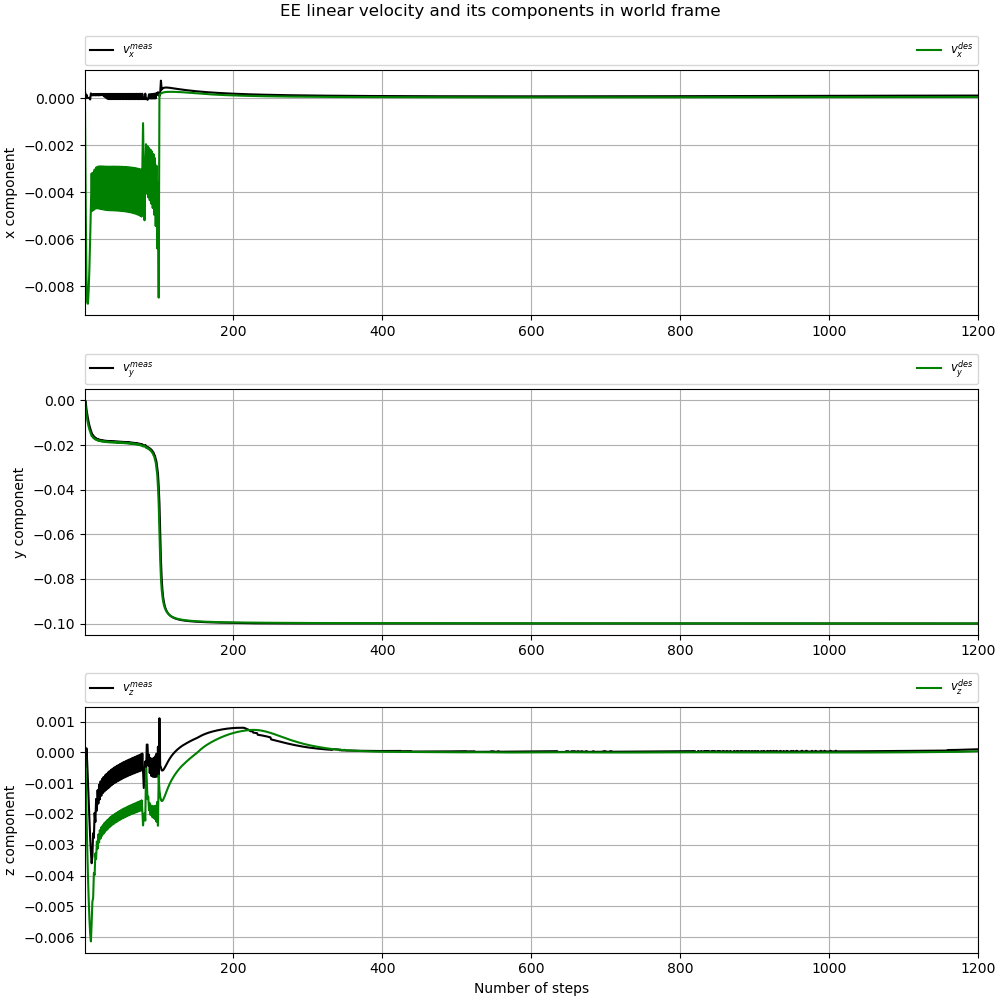 EE linear velocity and its components in world frame
v_x^{meas} v_x^{des}
0.000
−0.002
−0.004
−0.006
−0.008
x component
200 400 600 800 1000 1200
v_y^{meas} v_y^{des}
0.00
−0.02
−0.04
−0.06
−0.08
−0.10
y component
200 400 600 800 1000 1200
v_z^{meas} v_z^{des}
0.001
0.000
−0.001
−0.002
−0.003
−0.004
−0.005
−0.006
z component
200 400 600 800 1000 1200
Number of steps